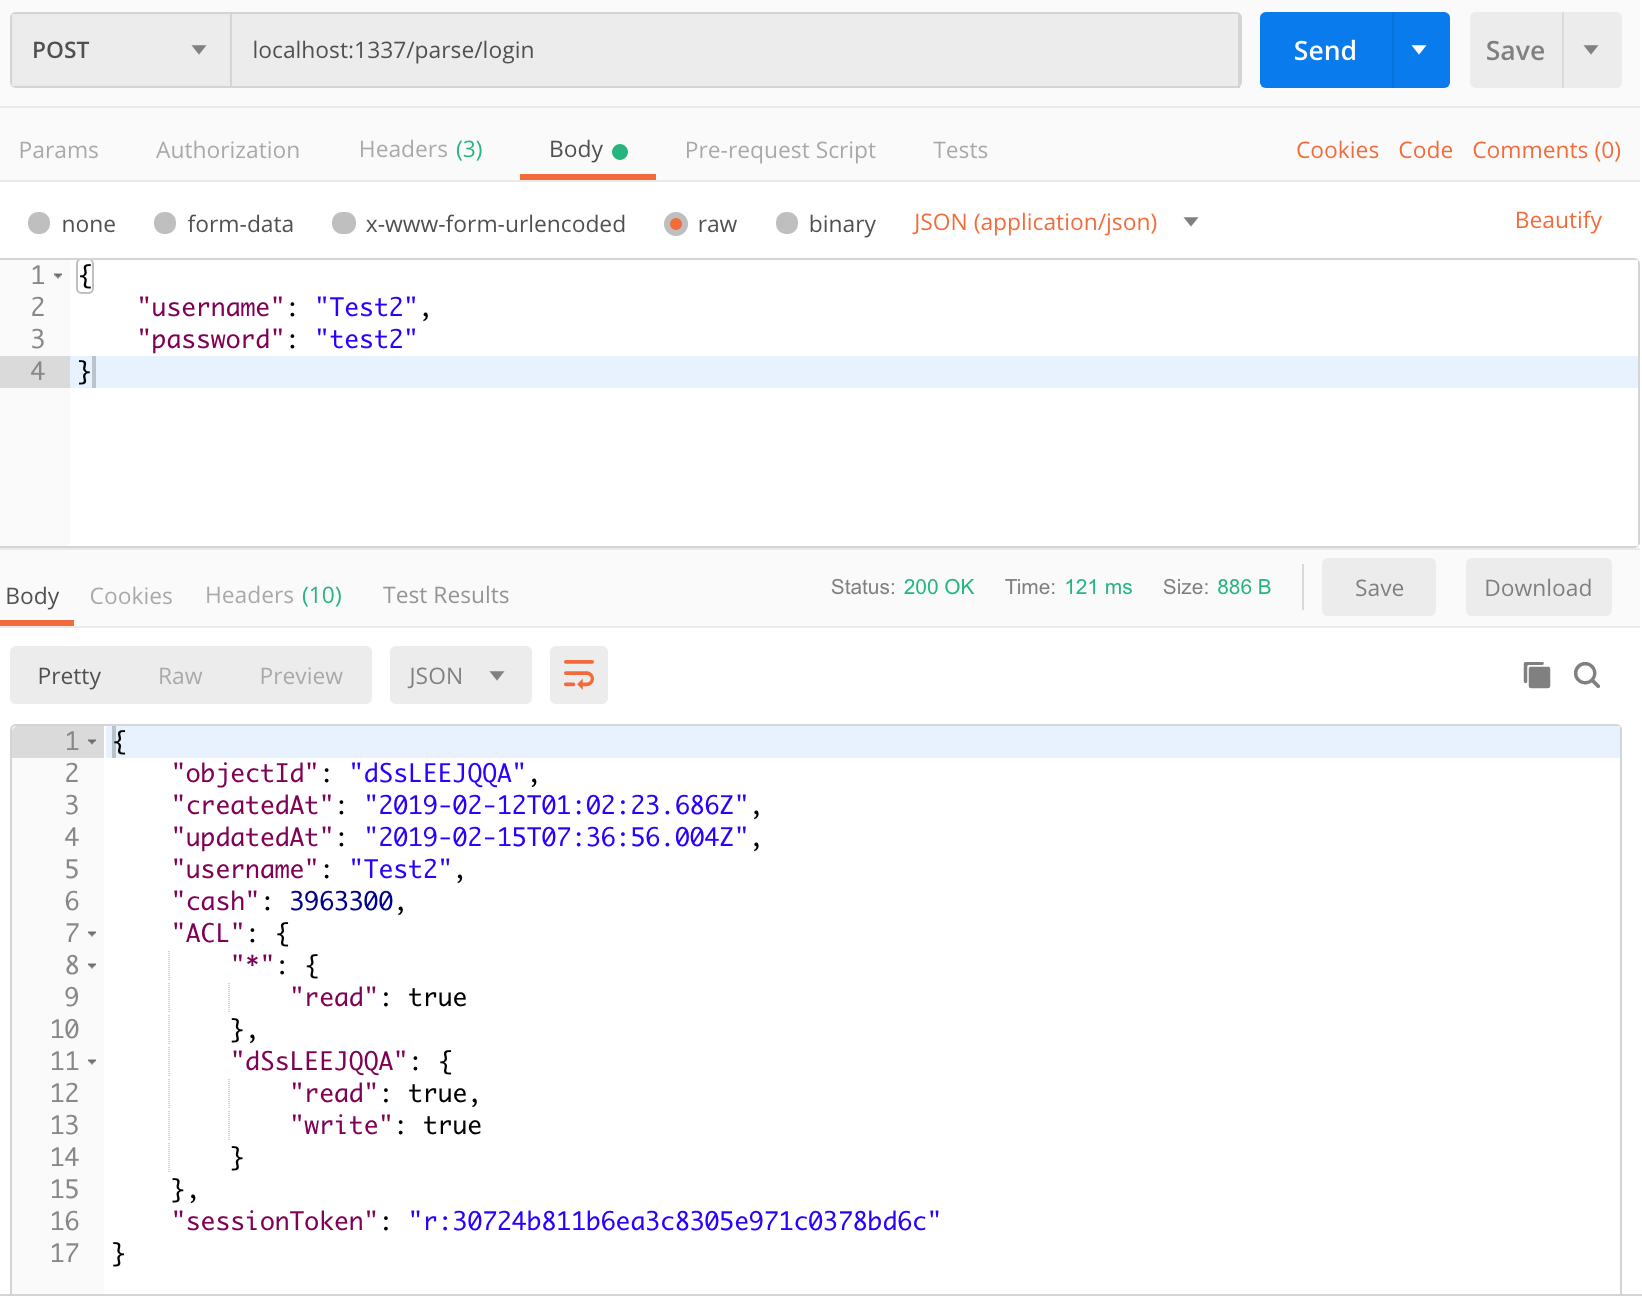 POST localhost:1337/parse/login Send Save
Params Authorization Headers (3) Body Pre-request Script Tests Cookies Code Comments (0)
none form-data x-www-form-urlencoded raw binary JSON (application/json) Beautify
1 {
2 "username": "Test2",
3 "password": "test2"
4 }
Body Cookies Headers (10) Test Results Status: 200 OK Time: 121 ms Size: 886 B Save Download
Pretty Raw Preview JSON
1 {
2 "objectId": "dSsLEEJQQA",
3 "createdAt": "2019-02-12T01:02:23.686Z",
4 "updatedAt": "2019-02-15T07:36:56.004Z",
5 "username": "Test2",
6 "cash": 3963300,
7 "ACL": {
8 "*": {
9 "read": true
10 },
11 "dSsLEEJQQA": {
12 "read": true,
13 "write": true
14 }
15 },
16 "sessionToken": "r:30724b811b6ea3c8305e971c0378bd6c"
17 }